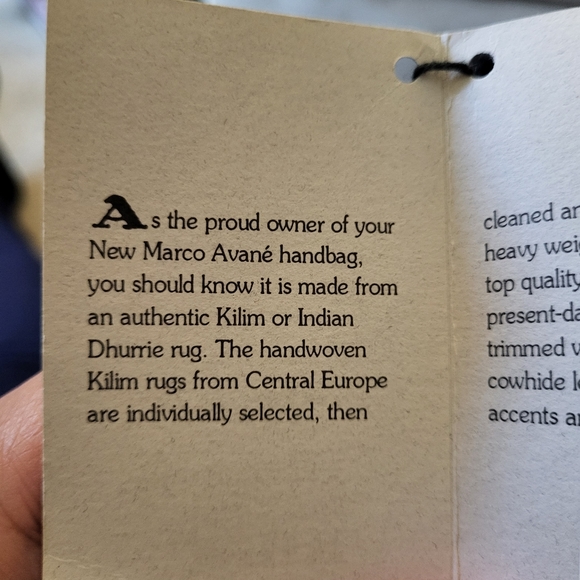 As the proud owner of your
New Marco Avané handbag,
you should know it is made from
an authentic Kilim or Indian
Dhurrie rug. The handwoven
Kilim rugs from Central Europe
are individually selected, then
cleaned
heavy
top quality
present-
trimmed
cowhide
accents